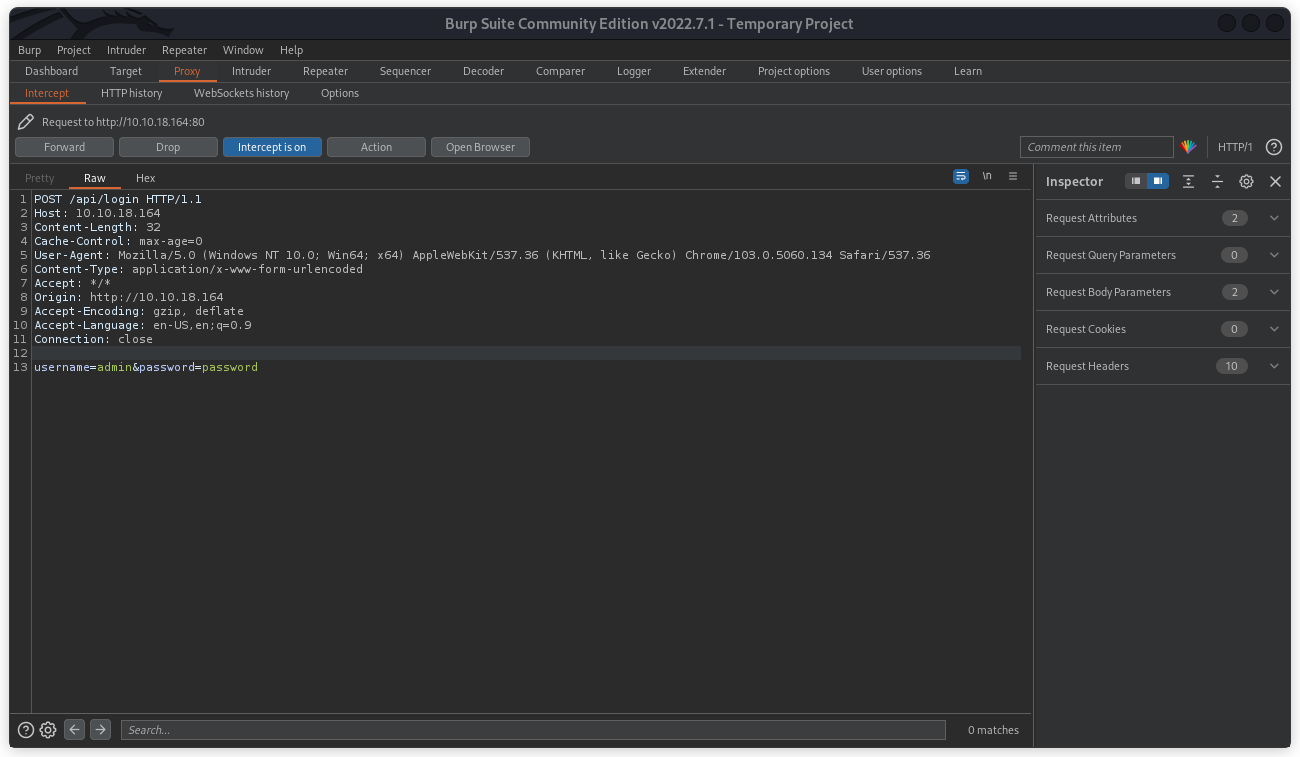 Burp Suite Community Edition v2022.7.1 - Temporary Project
Burp Project Intruder Repeater Window Help
Dashboard Target Proxy Intruder Repeater Sequencer Decoder Comparer Logger Extender Project options User options Learn
Intercept HTTP history WebSockets history Options
Request to http://10.10.18.164:80
Forward Drop Intercept is on Action Open Browser Comment this item HTTP/1 ?
Pretty Raw Hex \n Inspector
1 POST /api/login HTTP/1.1
2 Host: 10.10.18.164
3 Content-Length: 32
4 Cache-Control: max-age=0
5 User-Agent: Mozilla/5.0 (Windows NT 10.0; Win64; x64) AppleWebKit/537.36 (KHTML, like Gecko) Chrome/103.0.5060.134 Safari/537.36
6 Content-Type: application/x-www-form-urlencoded
7 Accept: */*
8 Origin: http://10.10.18.164
9 Accept-Encoding: gzip, deflate
10 Accept-Language: en-US,en;q=0.9
11 Connection: close
12
13 username=admin&password=password
Request Attributes 2
Request Query Parameters 0
Request Body Parameters 2
Request Cookies 0
Request Headers 10
? Search... 0 matches